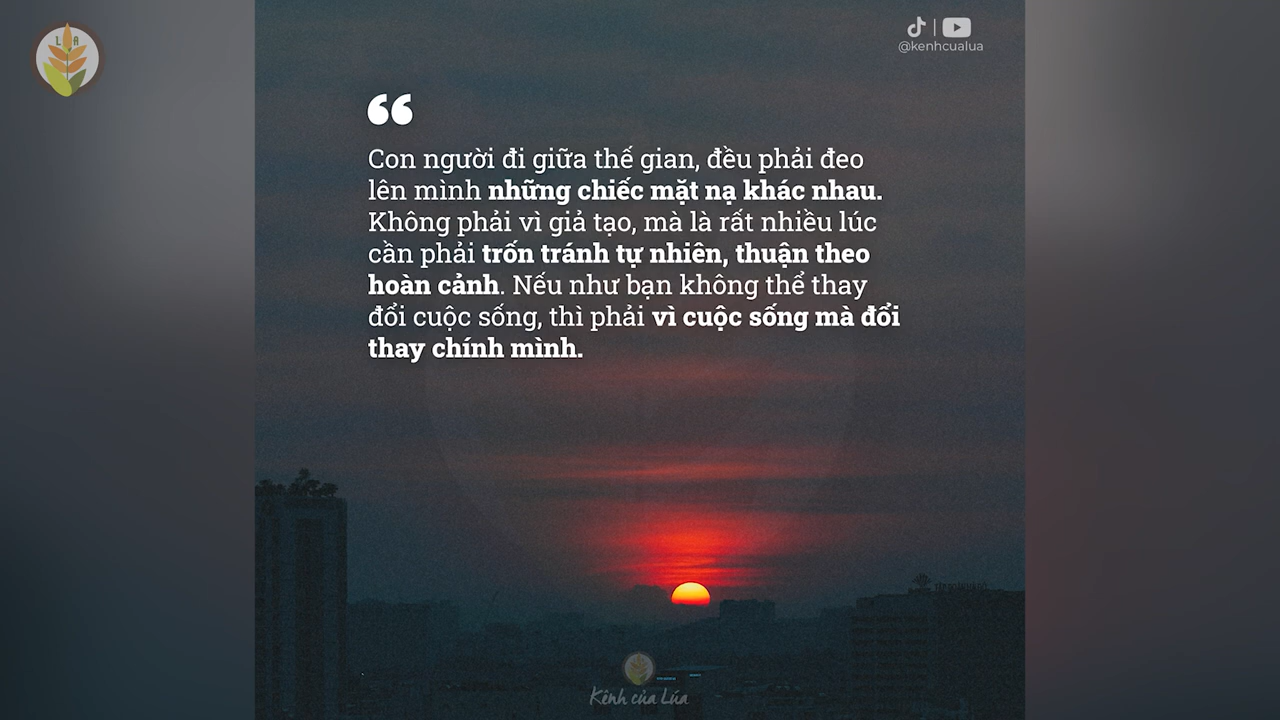 LA
@kenhcualua
“
Con người đi giữa thế gian, đều phải đeo
lên mình những chiếc mặt nạ khác nhau.
Không phải vì giả tạo, mà là rất nhiều lúc
cần phải trốn tránh tự nhiên, thuận theo
hoàn cảnh. Nếu như bạn không thể thay
đổi cuộc sống, thì phải vì cuộc sống mà đổi
thay chính mình.
Kênh của Lúa